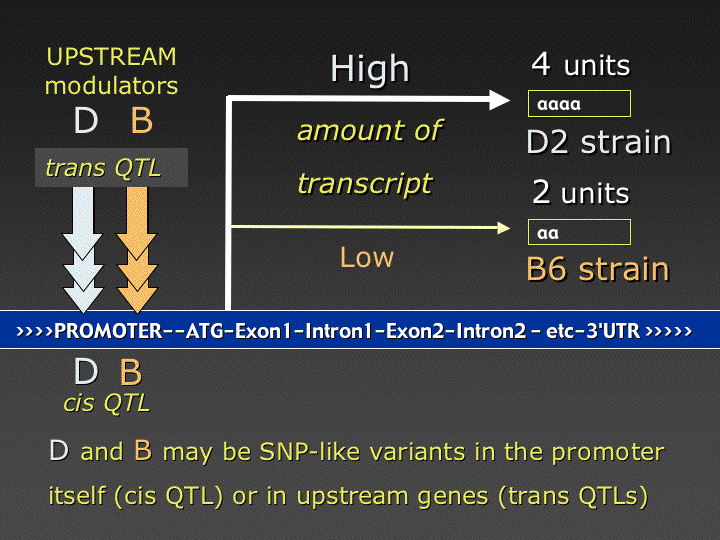 UPSTREAM
modulators
D B
trans QTL
High
amount of
transcript
Low
4 units
αααα
D2 strain
2 units
αα
B6 strain
>>>>PROMOTER--ATG-Exon1-Intron1-Exon2-Intron2 - etc-3'UTR >>>>>
D B
cis QTL
D and B may be SNP-like variants in the promoter
itself (cis QTL) or in upstream genes (trans QTLs)